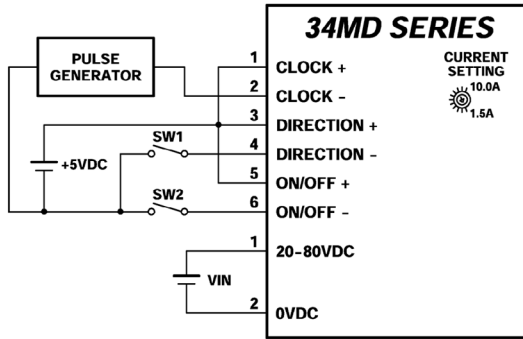 34MD SERIES
PULSE
GENERATOR
CURRENT
SETTING
10.0A
1.5A
1 CLOCK +
2 CLOCK -
3 DIRECTION +
SW1
4 DIRECTION -
+5VDC
5 ON/OFF +
SW2
6 ON/OFF -
1 20-80VDC
VIN
2 0VDC